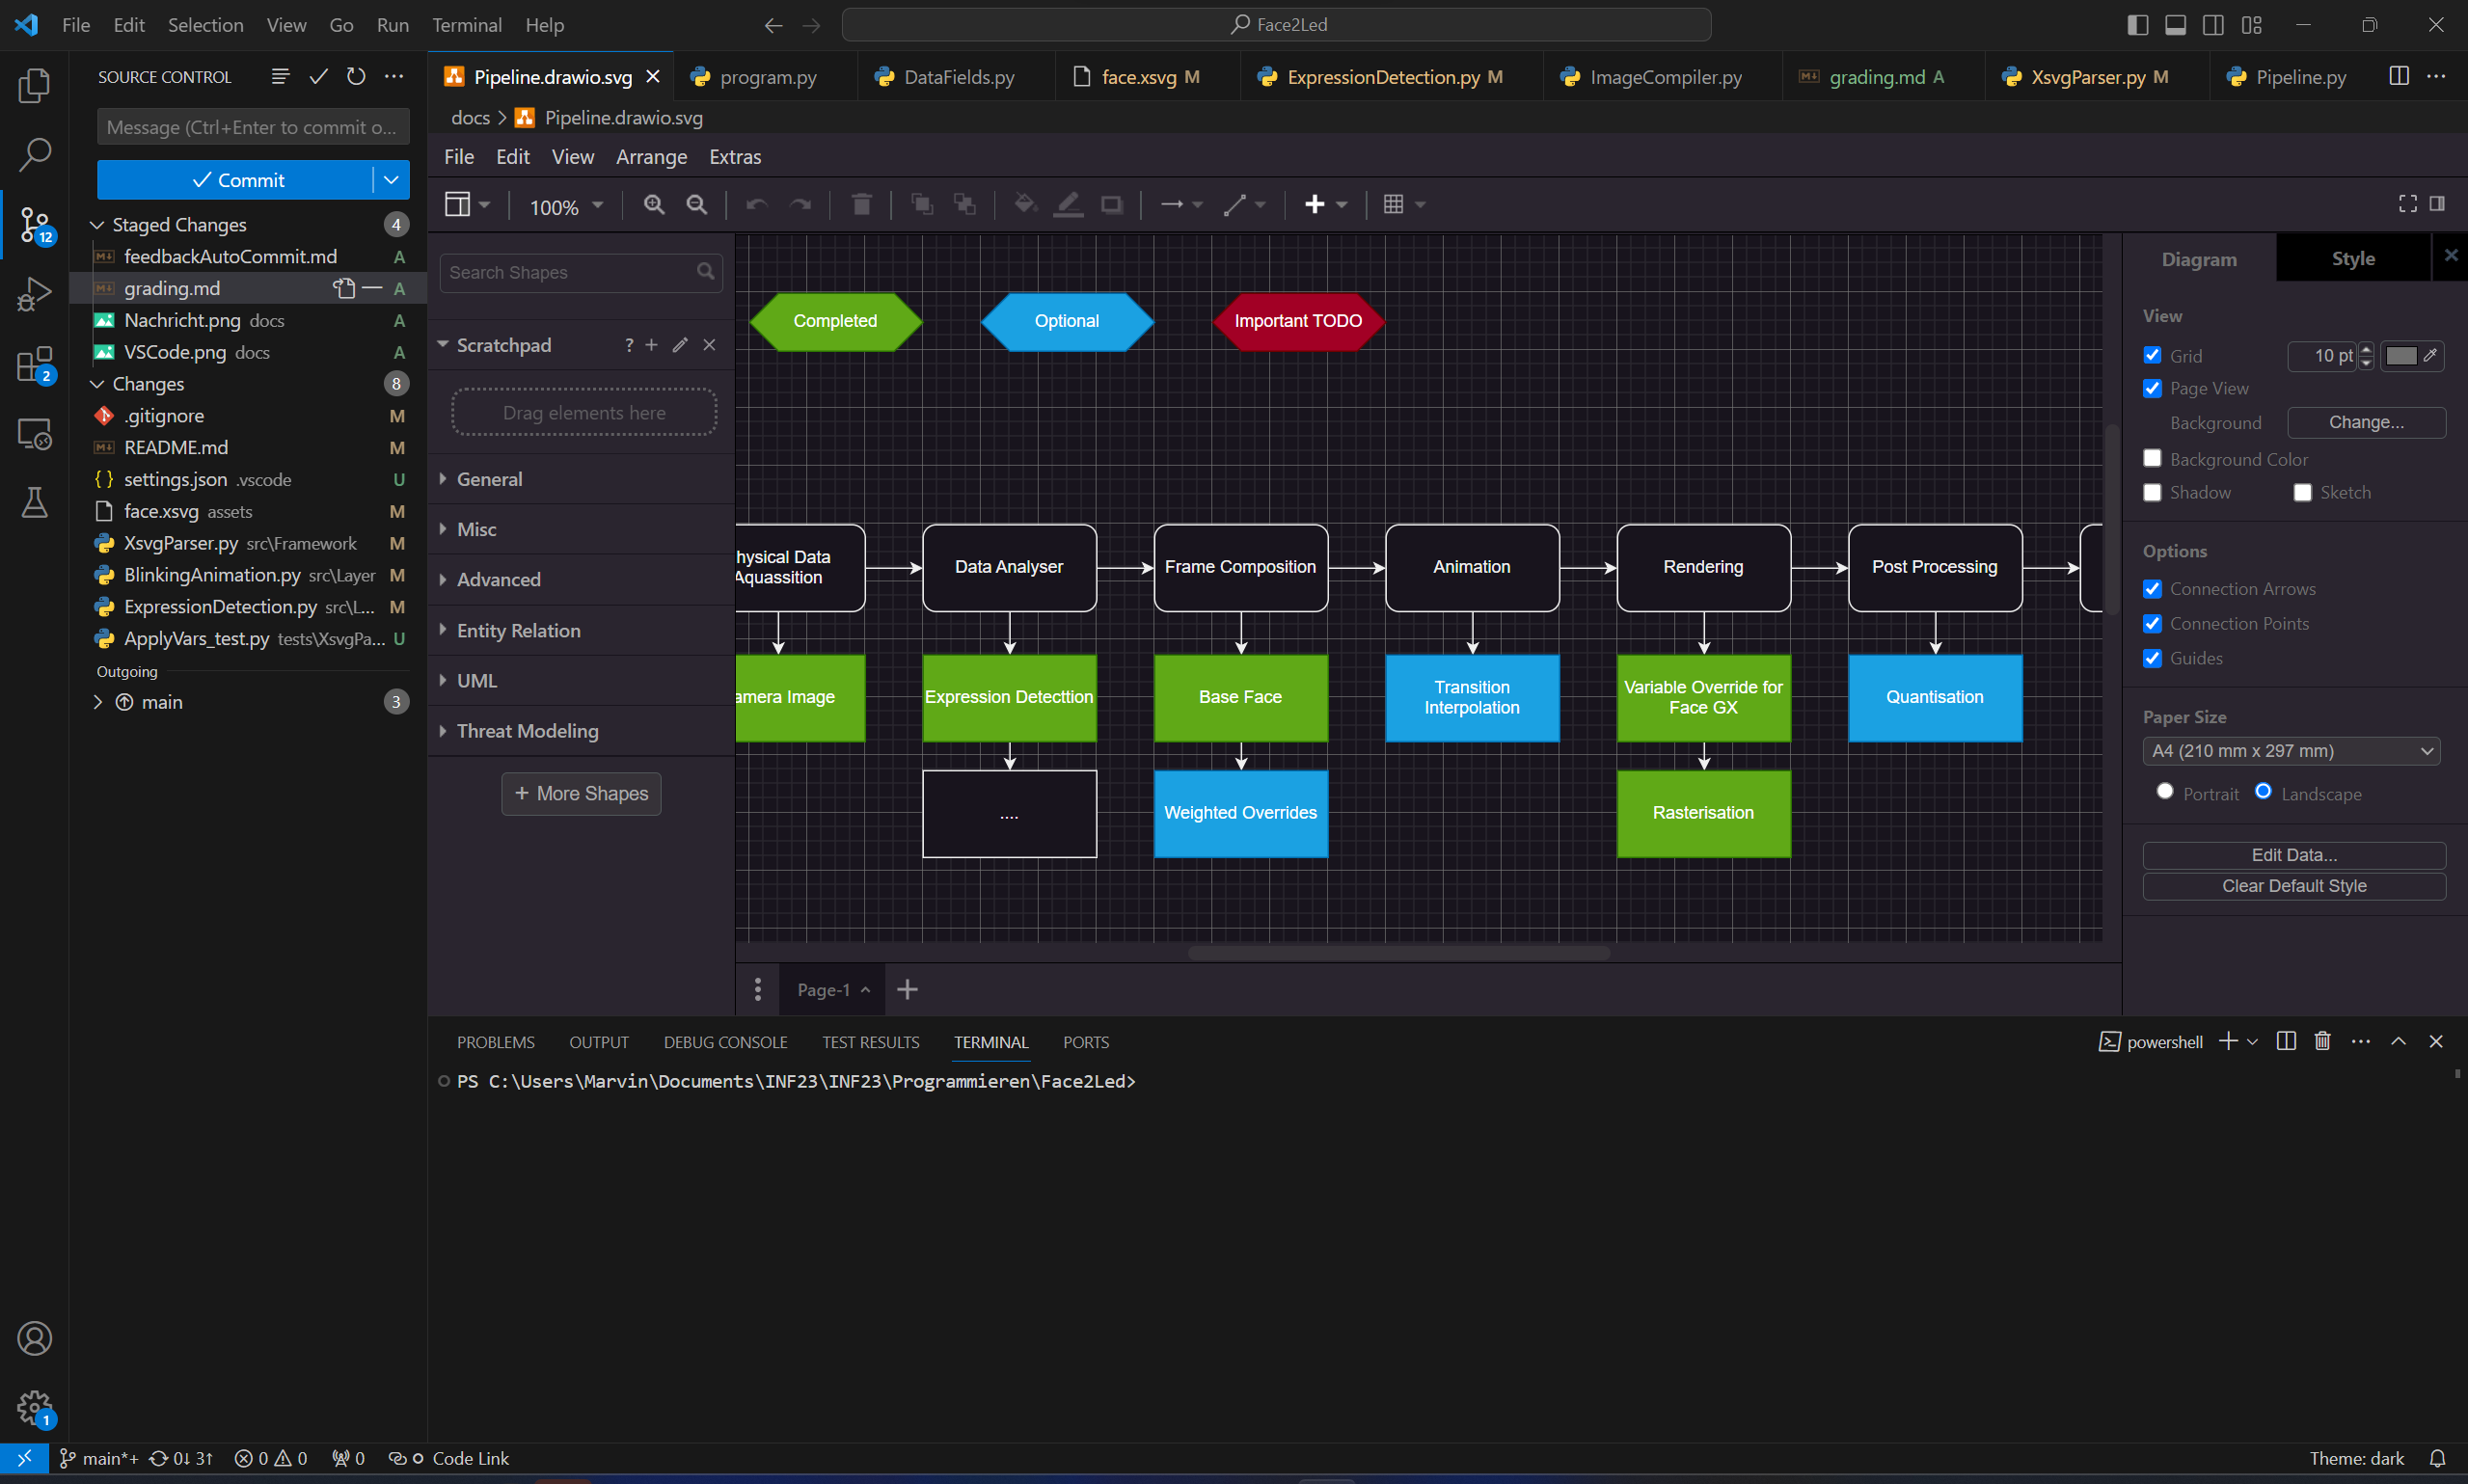 File Edit Selection View Go Run Terminal Help
Face2Led
SOURCE CONTROL
Message (Ctrl+Enter to commit o...
Commit
Staged Changes 4
feedbackAutoCommit.md A
grading.md A
Nachricht.png docs A
VSCode.png docs A
Changes 8
.gitignore M
README.md M
{} settings.json .vscode U
face.xsvg assets M
XsvgParser.py src\Framework M
BlinkingAnimation.py src\Layer M
ExpressionDetection.py src\L... M
ApplyVars_test.py tests\XsvgPa... U
Outgoing
main 3
12
2
1
Pipeline.drawio.svg program.py DataFields.py face.xsvg M ExpressionDetection.py M ImageCompiler.py grading.md A XsvgParser.py M Pipeline.py
docs > Pipeline.drawio.svg
File Edit View Arrange Extras
100%
Search Shapes
Scratchpad ?
Drag elements here
General
Misc
Advanced
Entity Relation
UML
Threat Modeling
+ More Shapes
Completed Optional Important TODO
hysical Data
Aquassition
Data Analyser
Frame Composition
Animation
Rendering
Post Processing
amera Image
Expression Detecttion
Base Face
Transition
Interpolation
Variable Override for
Face GX
Quantisation
....
Weighted Overrides
Rasterisation
Page-1
Diagram Style
View
Grid 10 pt
Page View
Background Change...
Background Color
Shadow Sketch
Options
Connection Arrows
Connection Points
Guides
Paper Size
A4 (210 mm x 297 mm)
Portrait Landscape
Edit Data...
Clear Default Style
PROBLEMS OUTPUT DEBUG CONSOLE TEST RESULTS TERMINAL PORTS
powershell
PS C:\Users\Marvin\Documents\INF23\INF23\Programmieren\Face2Led>
main*+ 0↓ 3↑ 0 0 0 Code Link
Theme: dark